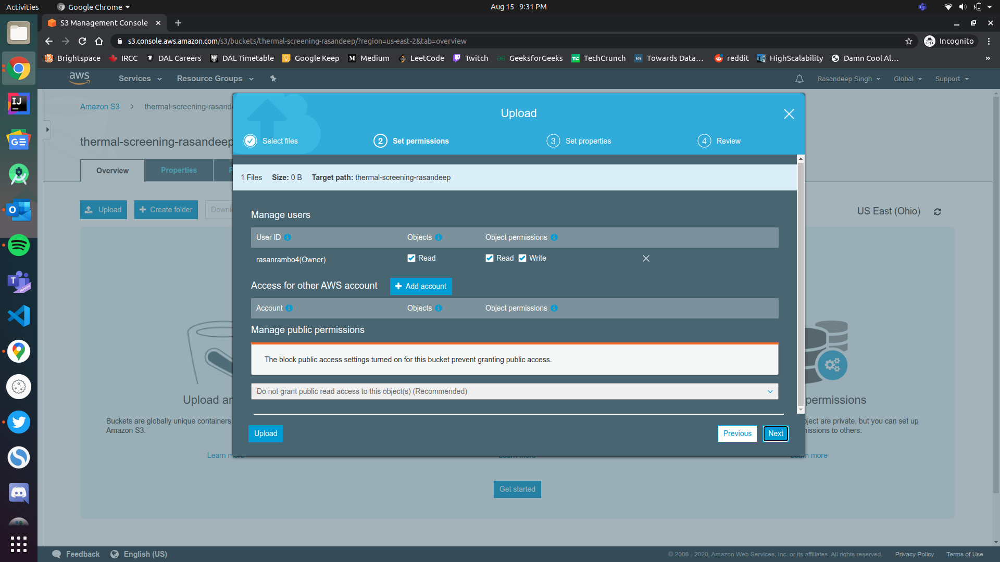 Activities
Google Chrome
Aug 15 9:31 PM
S3 Management Console
s3.console.aws.amazon.com/s3/buckets/thermal-screening-rasandeep/?region=us-east-2&tab=overview
Incognito
Brightspace
IRCC
DAL Careers
DAL Timetable
Google Keep
Medium
LeetCode
Twitch
GeeksforGeeks
TechCrunch
Towards Data...
reddit
HighScalability
Damn Cool Al...
»
aws
Services
Resource Groups
Rasandeep Singh
Global
Support
Amazon S3 > thermal-screening-rasande
thermal-screening-rasandeep
Overview
Properties
Upload
Create folder
Downl
US East (Ohio)
Upload
Select files
2 Set permissions
3 Set properties
4 Review
1 Files Size: 0 B Target path: thermal-screening-rasandeep
Manage users
User ID Objects Object permissions
rasanrambo4(Owner) Read Read Write
Access for other AWS account
Add account
Account Objects Object permissions
Manage public permissions
The block public access settings turned on for this bucket prevent granting public access.
Do not grant public read access to this object(s) (Recommended)
Upload
Previous
Next
Upload an
Buckets are globally unique containers
Amazon S3.
Learn more
Learn more
permissions
bject are private, but you can set up
missions to others.
Learn more
Get started
Feedback
English (US)
© 2008 - 2020, Amazon Web Services, Inc. or its affiliates. All rights reserved.
Privacy Policy
Terms of Use